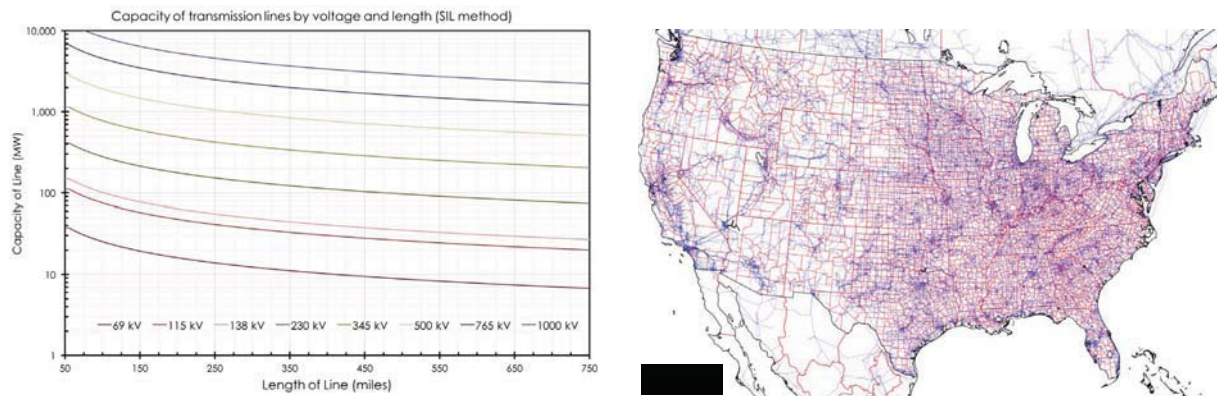 Capacity of transmission lines by voltage and length (SIL method)
10,000
1,000
100
10
1
Capacity of Line (MW)
69 kV 115 kV 138 kV 230 kV 345 kV 500 kV 765 kV 1000 kV
50 150 250 350 450 550 650 750
Length of Line (miles)